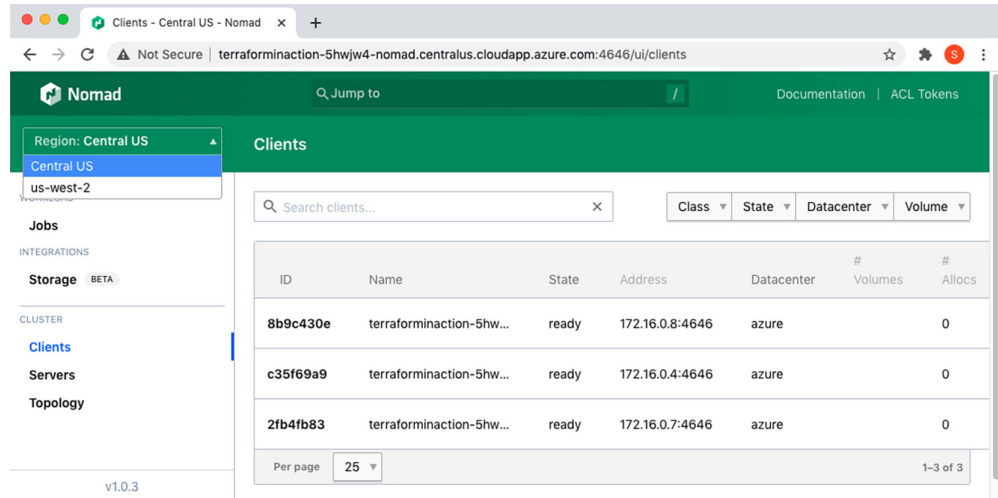 Clients - Central US - Nomad
Not Secure | terraforminaction-5hwjw4-nomad.centralus.cloudapp.azure.com:4646/ui/clients
S
Nomad
Jump to
/
Documentation | ACL Tokens
Region: Central US
Central US
us-west-2
Clients
WORKLOAD
Jobs
INTEGRATIONS
Storage BETA
CLUSTER
Clients
Servers
Topology
v1.0.3
Search clients...
Class State Datacenter Volume
ID Name State Address Datacenter # Volumes # Allocs
8b9c430e terraforminaction-5hw... ready 172.16.0.8:4646 azure 0
c35f69a9 terraforminaction-5hw... ready 172.16.0.4:4646 azure 0
2fb4fb83 terraforminaction-5hw... ready 172.16.0.7:4646 azure 0
Per page 25 1–3 of 3